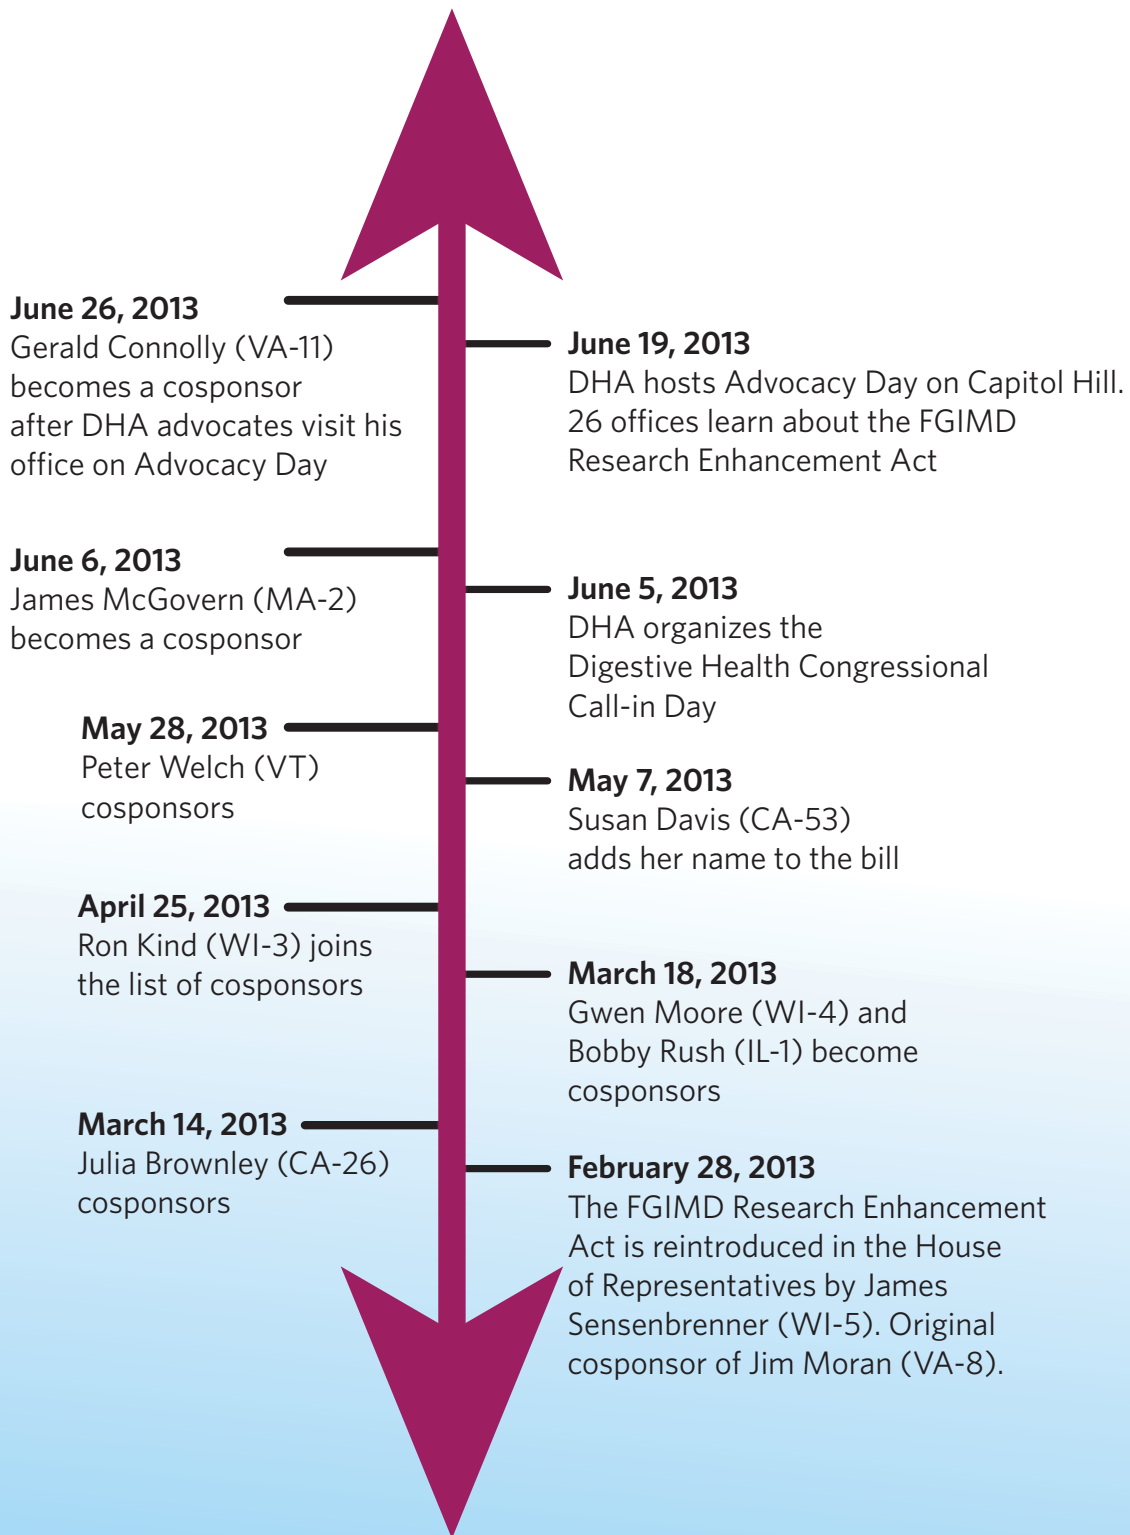 June 26, 2013
Gerald Connolly (VA-11)
becomes a cosponsor
after DHA advocates visit his
office on Advocacy Day
June 19, 2013
DHA hosts Advocacy Day on Capitol Hill.
26 offices learn about the FGIMD
Research Enhancement Act
June 6, 2013
James McGovern (MA-2)
becomes a cosponsor
June 5, 2013
DHA organizes the
Digestive Health Congressional
Call-in Day
May 28, 2013
Peter Welch (VT)
cosponsors
May 7, 2013
Susan Davis (CA-53)
adds her name to the bill
April 25, 2013
Ron Kind (WI-3) joins
the list of cosponsors
March 18, 2013
Gwen Moore (WI-4) and
Bobby Rush (IL-1) become
cosponsors
March 14, 2013
Julia Brownley (CA-26)
cosponsors
February 28, 2013
The FGIMD Research Enhancement
Act is reintroduced in the House
of Representatives by James
Sensenbrenner (WI-5). Original
cosponsor of Jim Moran (VA-8).